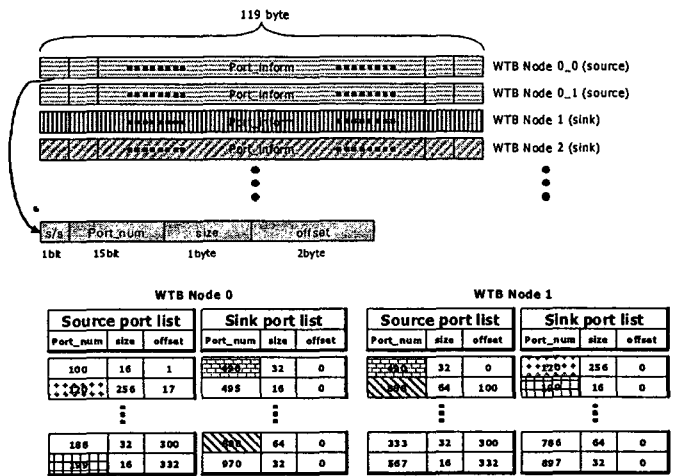 119 byte
Port_inform
WTB Node 0_0 (source)
Port_inform
WTB Node 0_1 (source)
Port_inform
WTB Node 1 (sink)
Port_inform
WTB Node 2 (sink)
s/s Port_num size offset
1bit 15bit 1byte 2byte
WTB Node 0
WTB Node 1
Source port list Sink port list Source port list Sink port list
Port_num size offset Port_num size offset Port_num size offset Port_num size offset
100 16 1 32 0 32 0 256 0
256 17 495 16 0 64 100 16 0
186 32 300 64 0 333 32 300 786 64 0
16 332 970 32 0 567 16 332 897 32 0